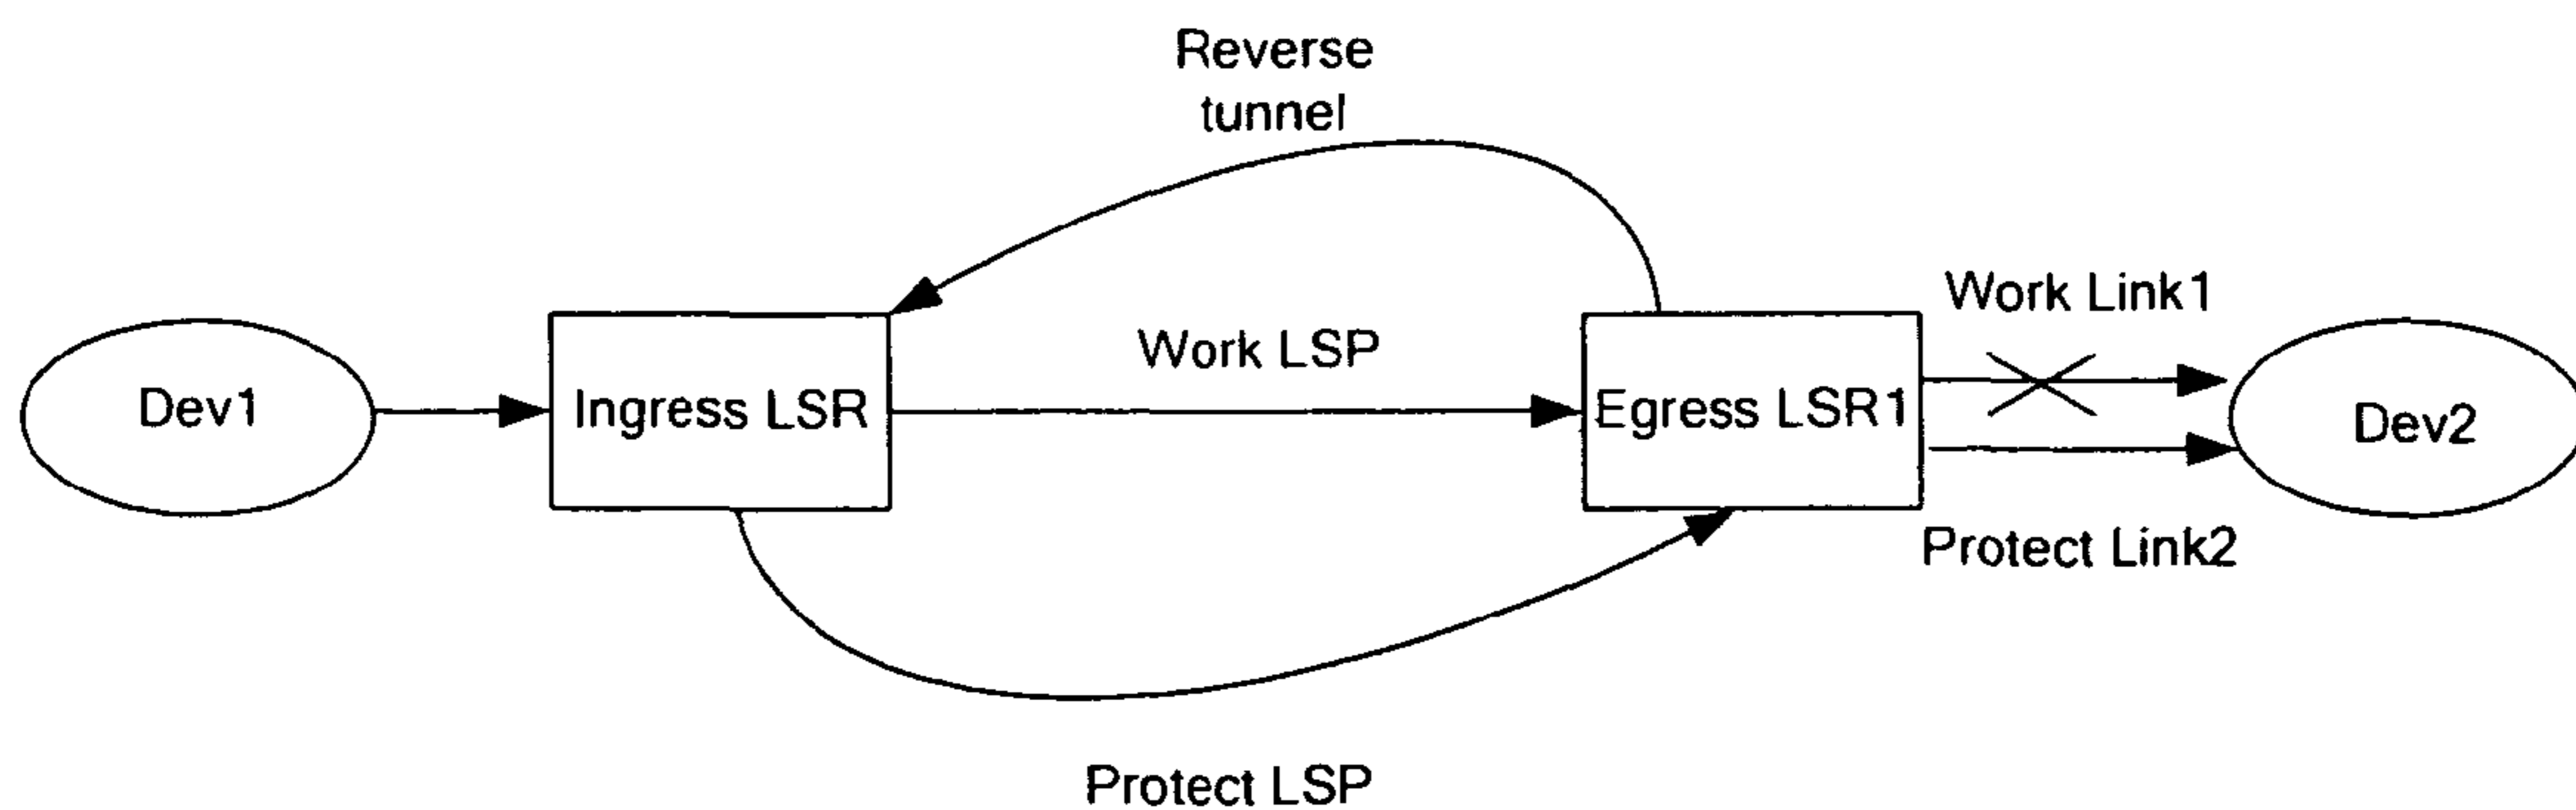 Reverse
tunnel
Work Link1
Work LSP
Dev1
Ingress LSR
Egress LSR1
Dev2
Protect Link2
Protect LSP